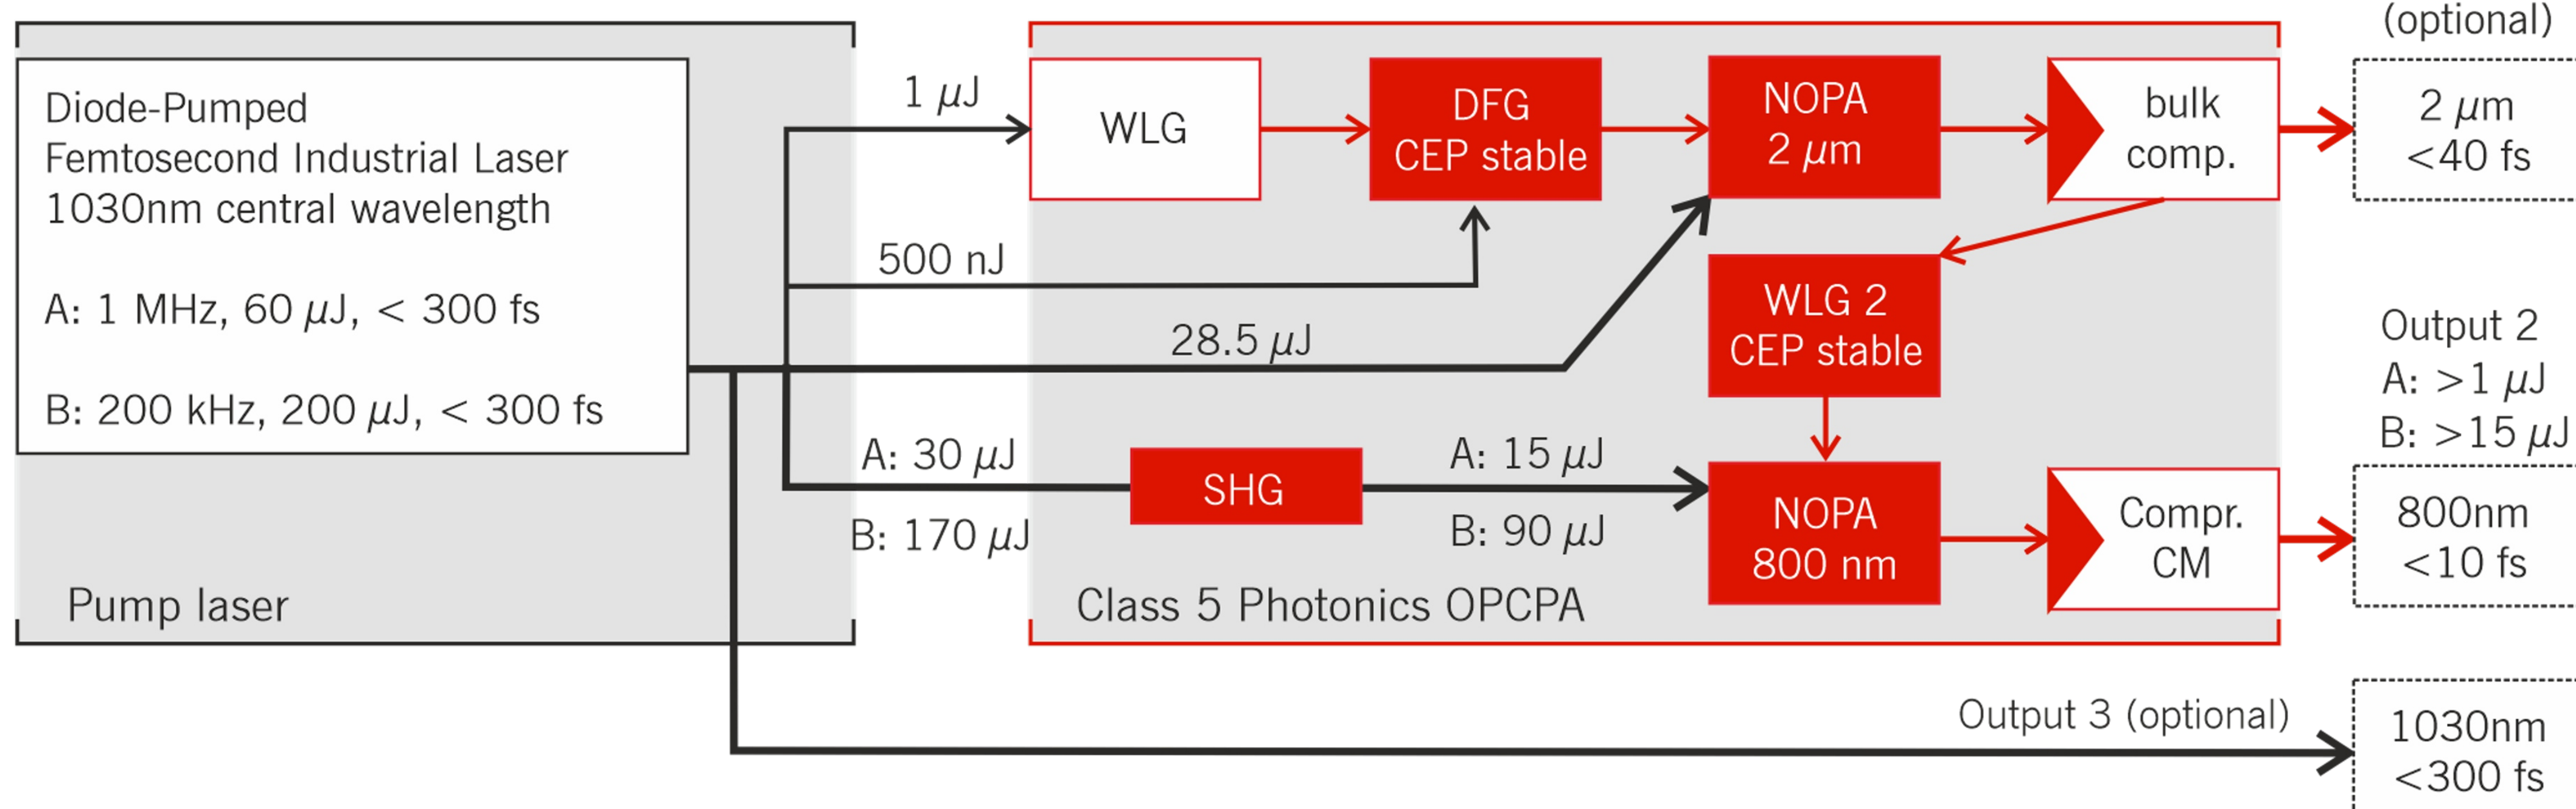 Diode-Pumped
Femtosecond Industrial Laser
1030nm central wavelength
A: 1 MHz, 60 µJ, < 300 fs
B: 200 kHz, 200 µJ, < 300 fs
Pump laser
1 µJ
500 nJ
28.5 µJ
A: 30 µJ
B: 170 µJ
WLG
DFG
CEP stable
NOPA
2 µm
bulk
comp.
WLG 2
CEP stable
SHG
A: 15 µJ
B: 90 µJ
NOPA
800 nm
Compr.
CM
Class 5 Photonics OPCPA
(optional)
2 µm
<40 fs
Output 2
A: >1 µJ
B: >15 µJ
800nm
<10 fs
Output 3 (optional)
1030nm
<300 fs